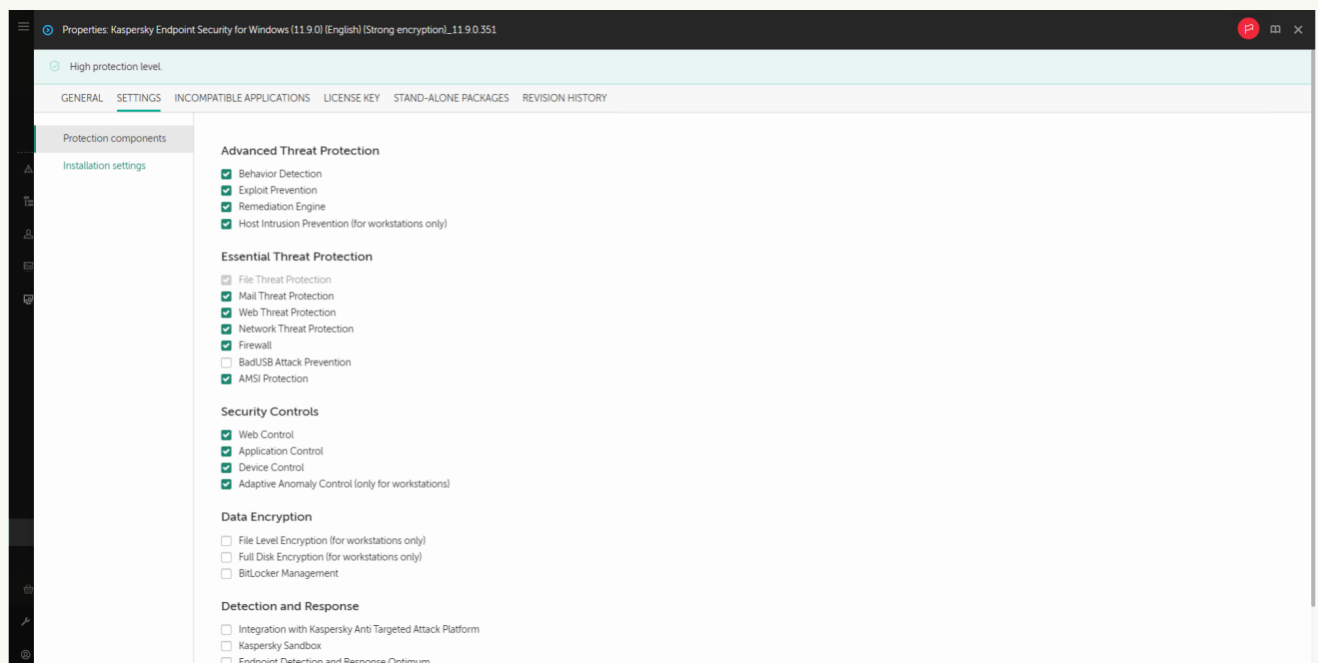 Properties: Kaspersky Endpoint Security for Windows (11.9.0) (English) (Strong encryption)_11.9.0.351
High protection level.
GENERAL SETTINGS INCOMPATIBLE APPLICATIONS LICENSE KEY STAND-ALONE PACKAGES REVISION HISTORY
Protection components
Installation settings
Advanced Threat Protection
Behavior Detection
Exploit Prevention
Remediation Engine
Host Intrusion Prevention (for workstations only)
Essential Threat Protection
File Threat Protection
Mail Threat Protection
Web Threat Protection
Network Threat Protection
Firewall
BadUSB Attack Prevention
AMSI Protection
Security Controls
Web Control
Application Control
Device Control
Adaptive Anomaly Control (only for workstations)
Data Encryption
File Level Encryption (for workstations only)
Full Disk Encryption (for workstations only)
BitLocker Management
Detection and Response
Integration with Kaspersky Anti Targeted Attack Platform
Kaspersky Sandbox
Endpoint Detection and Response Optimum